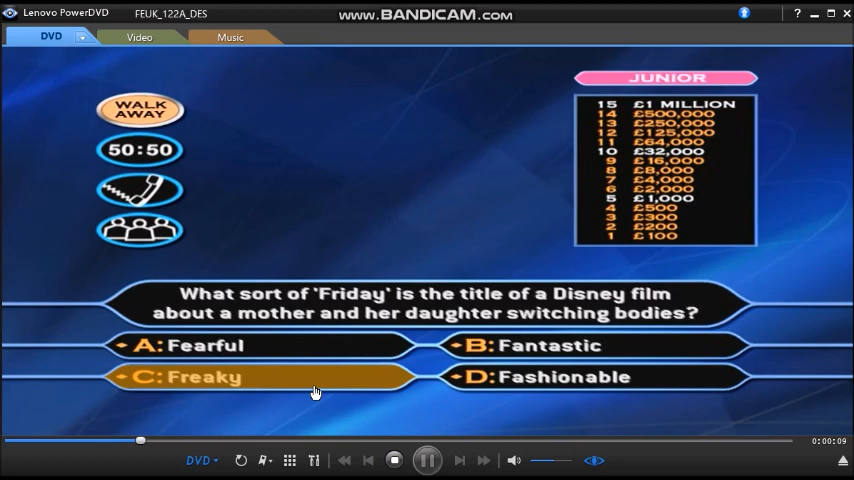 Lenovo PowerDVD
FEUK_122A_DES
www.BANDICAM.com
?
DVD
Video
Music
WALK
AWAY
50:50
JUNIOR
15 £1 MILLION
14 £500,000
13 £250,000
12 £125,000
11 £64,000
10 £32,000
9 £16,000
8 £8,000
7 £4,000
6 £2,000
5 £1,000
4 £500
3 £300
2 £200
1 £100
What sort of 'Friday' is the title of a Disney film
about a mother and her daughter switching bodies?
A: Fearful
B: Fantastic
C: Freaky
D: Fashionable
DVD
0:00:09